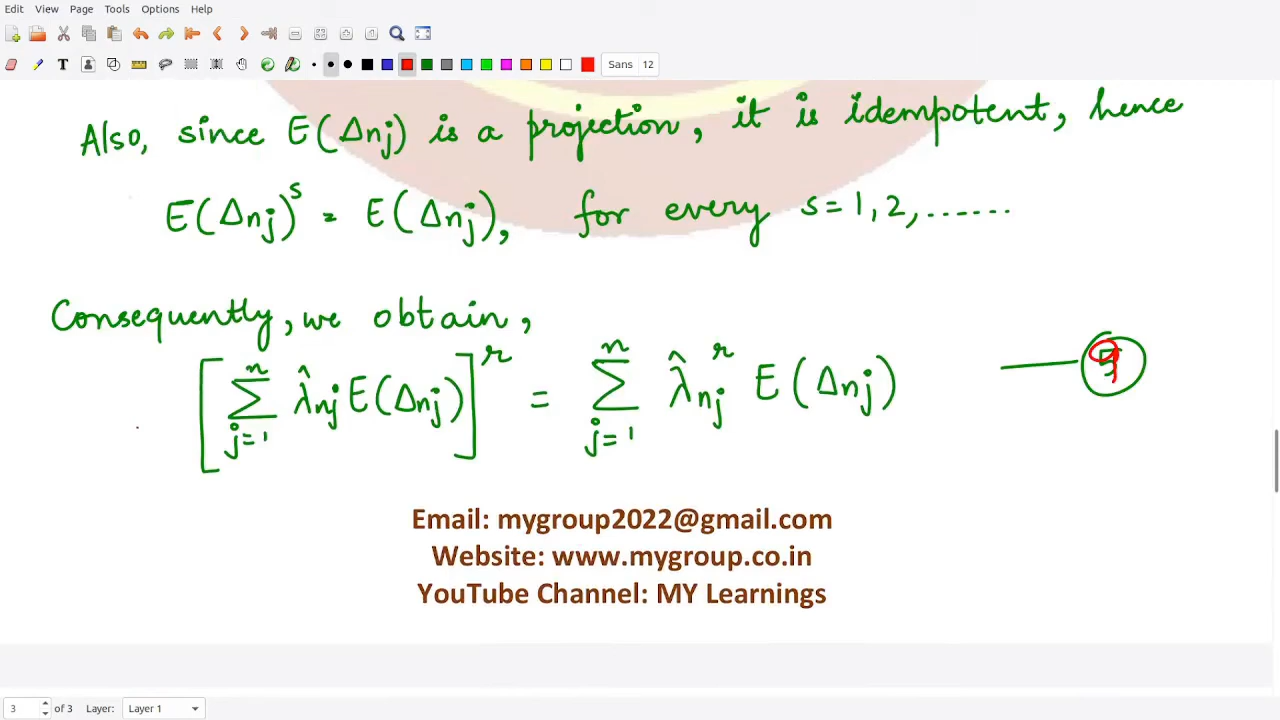 Edit View Page Tools Options Help
Sans 12
Also, since E(Δnj) is a projection, it is idempotent, hence
E(Δnj)^s = E(Δnj), for every s = 1, 2, ......
Consequently, we obtain,
[∑_{j=1}^{n} λ̂nj E(Δnj)]^r = ∑_{j=1}^{n} λ̂nj^r E(Δnj) — 9
Email: mygroup2022@gmail.com
Website: www.mygroup.co.in
YouTube Channel: MY Learnings
3 of 3 Layer: Layer 1